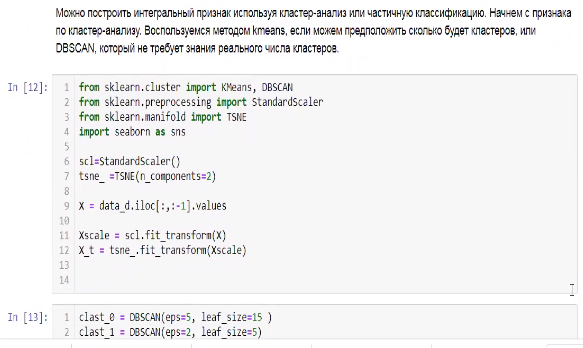 Можно построить интегральный признак используя кластер-анализ или частичную классификацию. Начнем с признака
по кластер-анализу. Воспользуемся методом kmeans, если можем предположить сколько будет кластеров, или
DBSCAN, который не требует знания реального числа кластеров.
In [12]:
1 from sklearn.cluster import KMeans, DBSCAN
2 from sklearn.preprocessing import StandardScaler
3 from sklearn.manifold import TSNE
4 import seaborn as sns
5
6 scl=StandardScaler()
7 tsne_ =TSNE(n_components=2)
8
9 X = data_d.iloc[:,:-1].values
10
11 Xscale = scl.fit_transform(X)
12 X_t = tsne_.fit_transform(Xscale)
13
14
In [13]:
1 clast_0 = DBSCAN(eps=5, leaf_size=15 )
2 clast_1 = DBSCAN(eps=2, leaf_size=5)